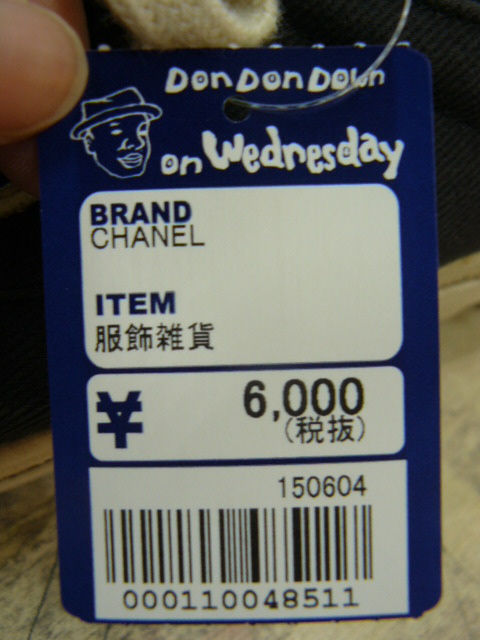 Don Don Down
on Wednesday
BRAND
CHANEL
ITEM
服飾雑貨
¥ 6,000
(税抜)
150604
000110048511